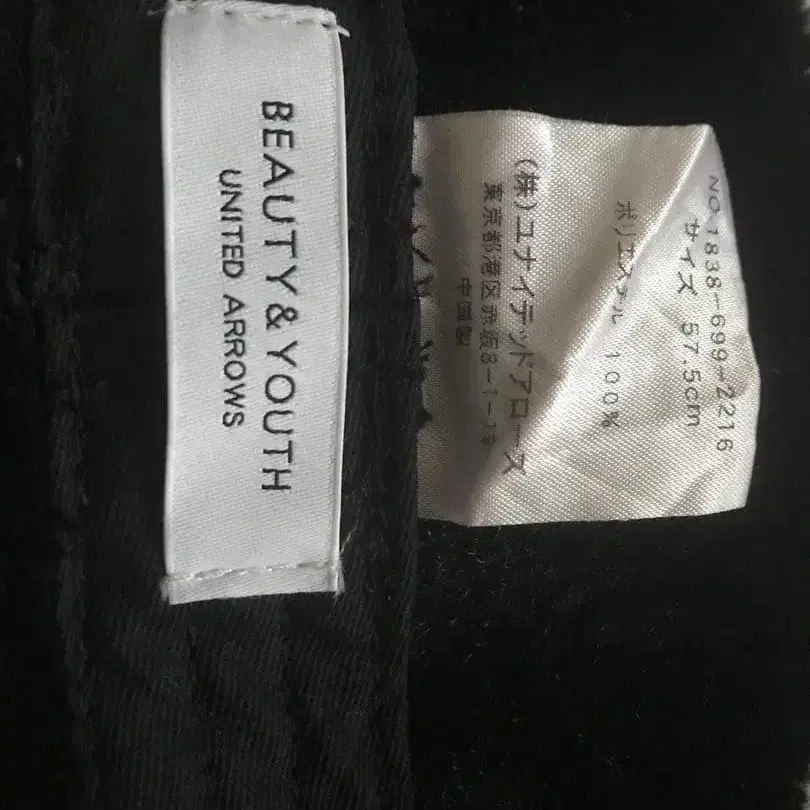 BEAUTY&YOUTH
UNITED ARROWS
NO.1838-699-2216
サイズ 57.5cm
ポリエステル 100%
(株)ユナイテッドアローズ
東京都港区赤坂8-1-19
中国製